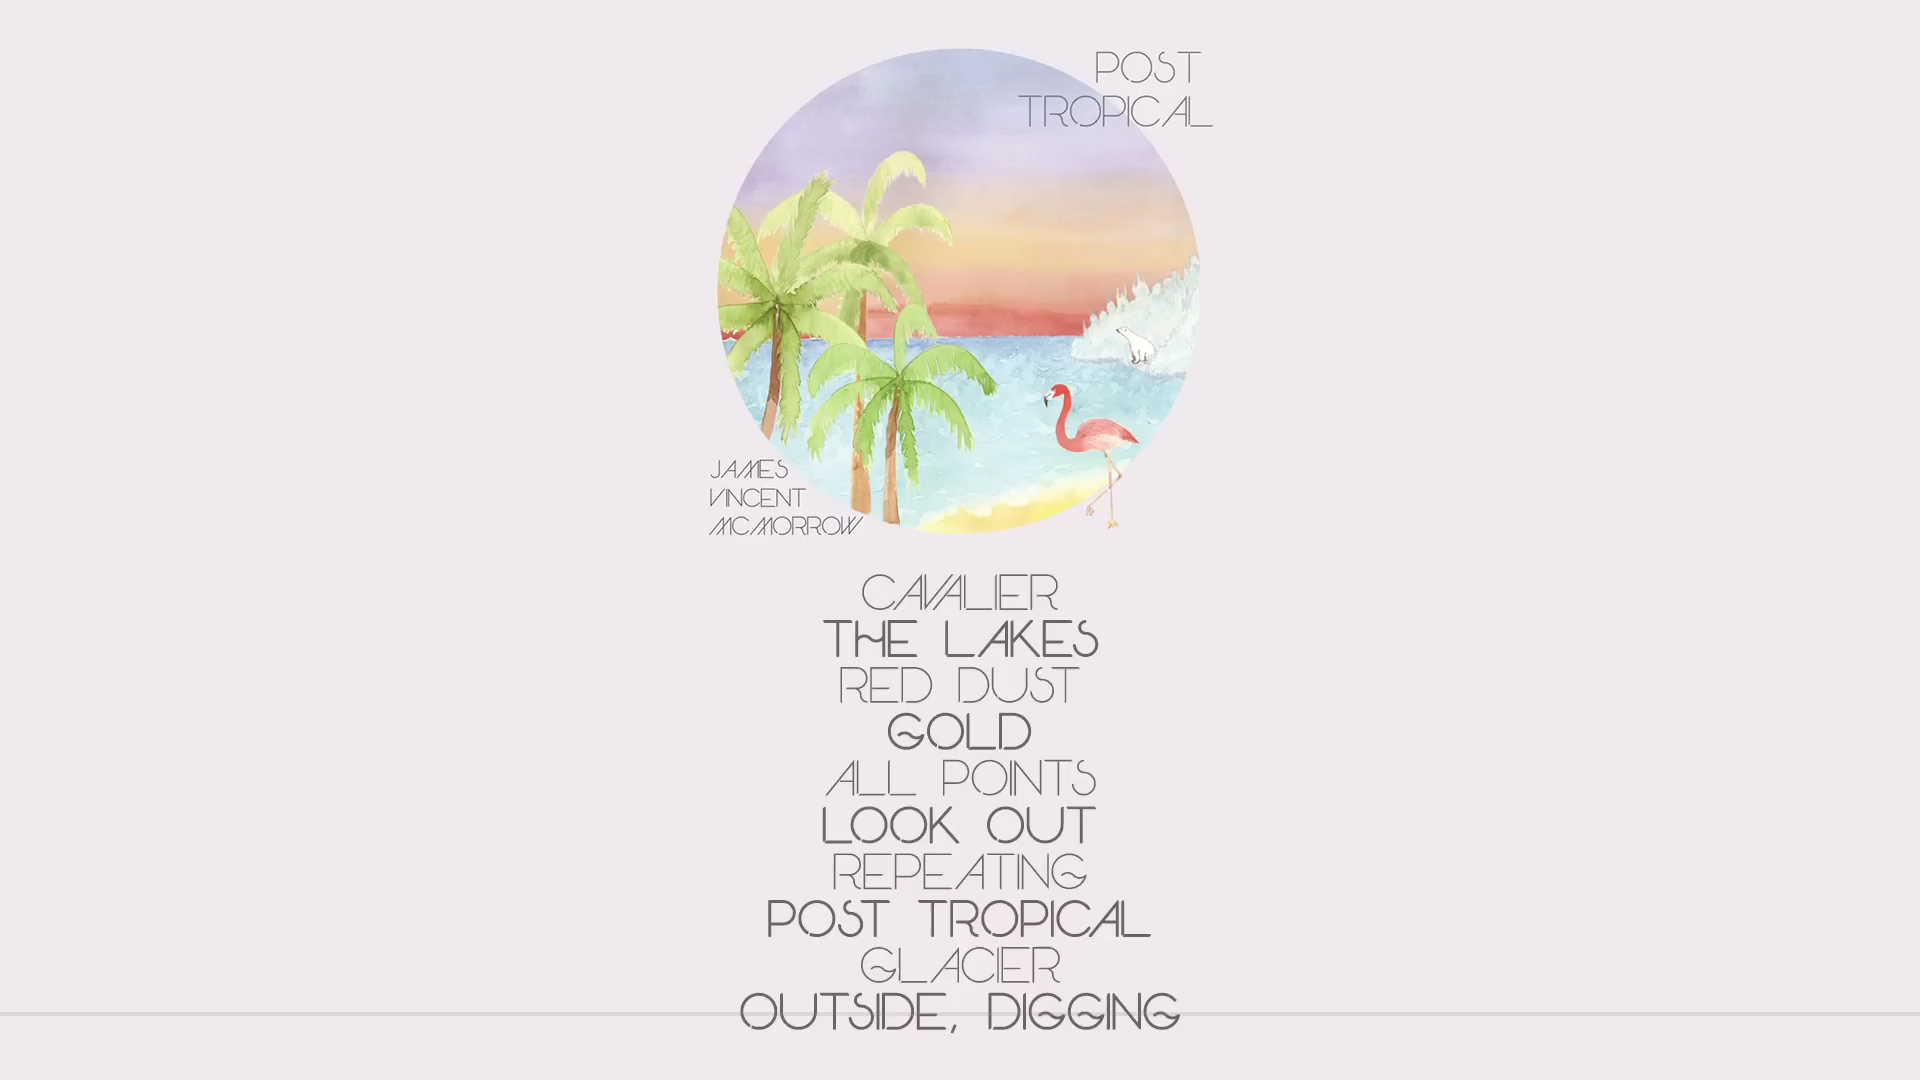 POST
TROPICAL
JAMES
VINCENT
MCMORROW
CAVALIER
THE LAKES
RED DUST
GOLD
ALL POINTS
LOOK OUT
REPEATING
POST TROPICAL
GLACIER
OUTSIDE, DIGGING